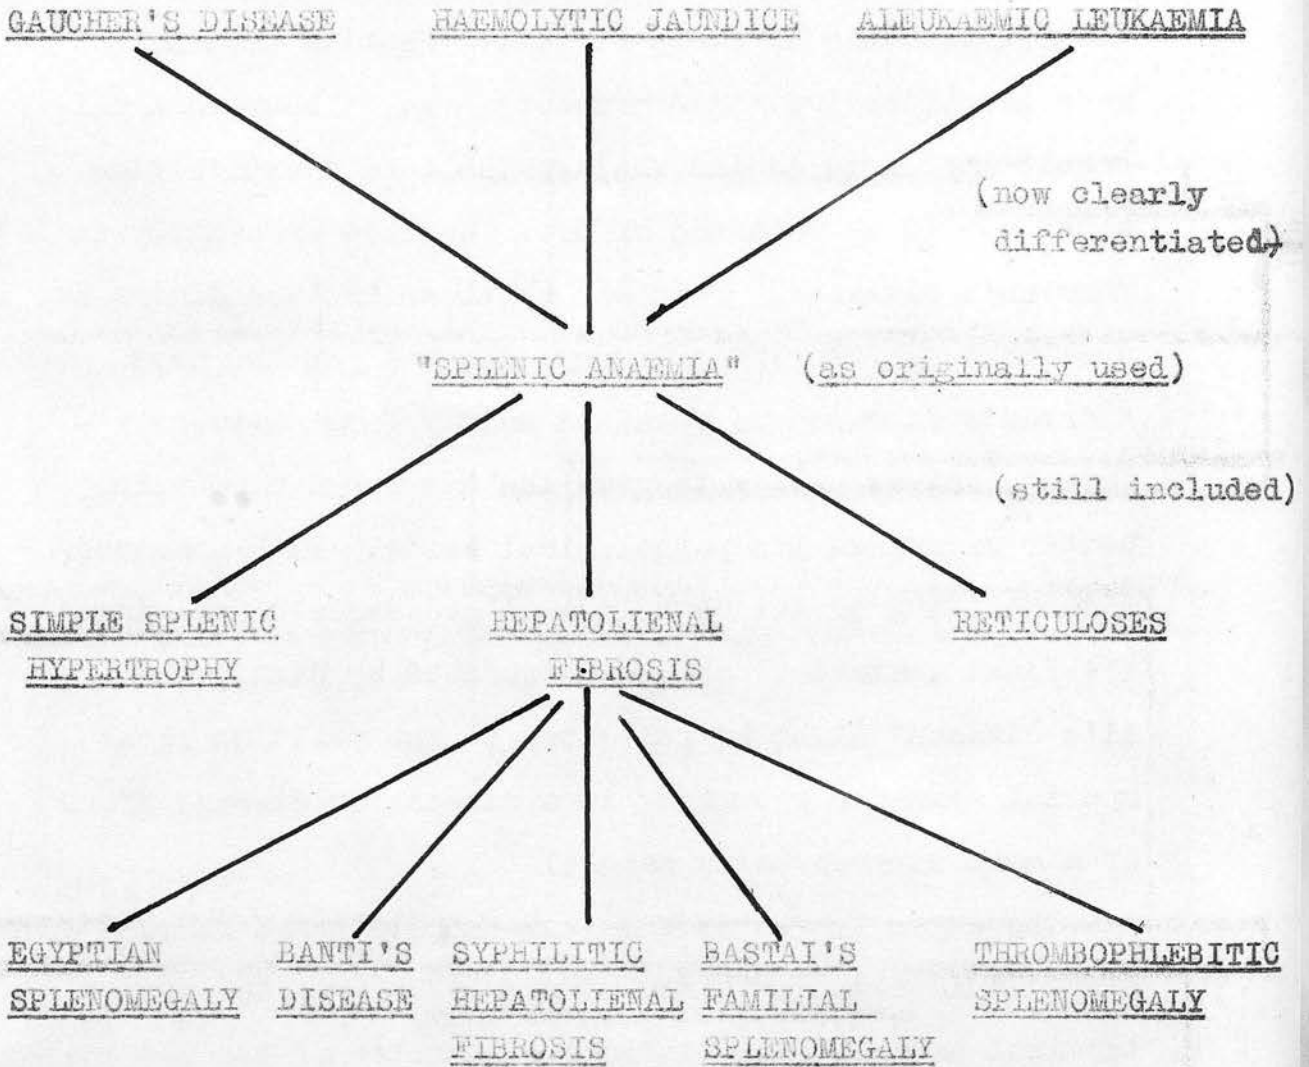 GAUCHER'S DISEASE HAEMOLYTIC JAUNDICE ALEUKAEMIC LEUKAEMIA
(now clearly
differentiated)
"SPLENIC ANAEMIA" (as originally used)
(still included)
SIMPLE SPLENIC HEPATOLIENAL RETICULOSES
HYPERTROPHY FIBROSIS
EGYPTIAN BANTI'S SYPHILITIC BASTAI'S THROMBOPHLEBITIC
SPLENOMEGALY DISEASE HEPATOLIENAL FAMILIAL SPLENOMEGALY
FIBROSIS SPLENOMEGALY